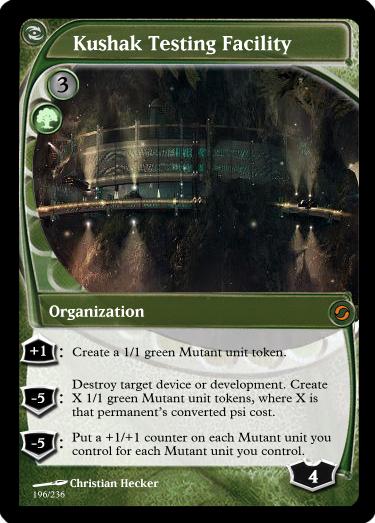 Kushak Testing Facility
3
Organization
+1: Create a 1/1 green Mutant unit token.
Destroy target device or development. Create
-5: X 1/1 green Mutant unit tokens, where X is
that permanent's converted psi cost.
-5: Put a +1/+1 counter on each Mutant unit you
control for each Mutant unit you control.
4
Christian Hecker
196/236